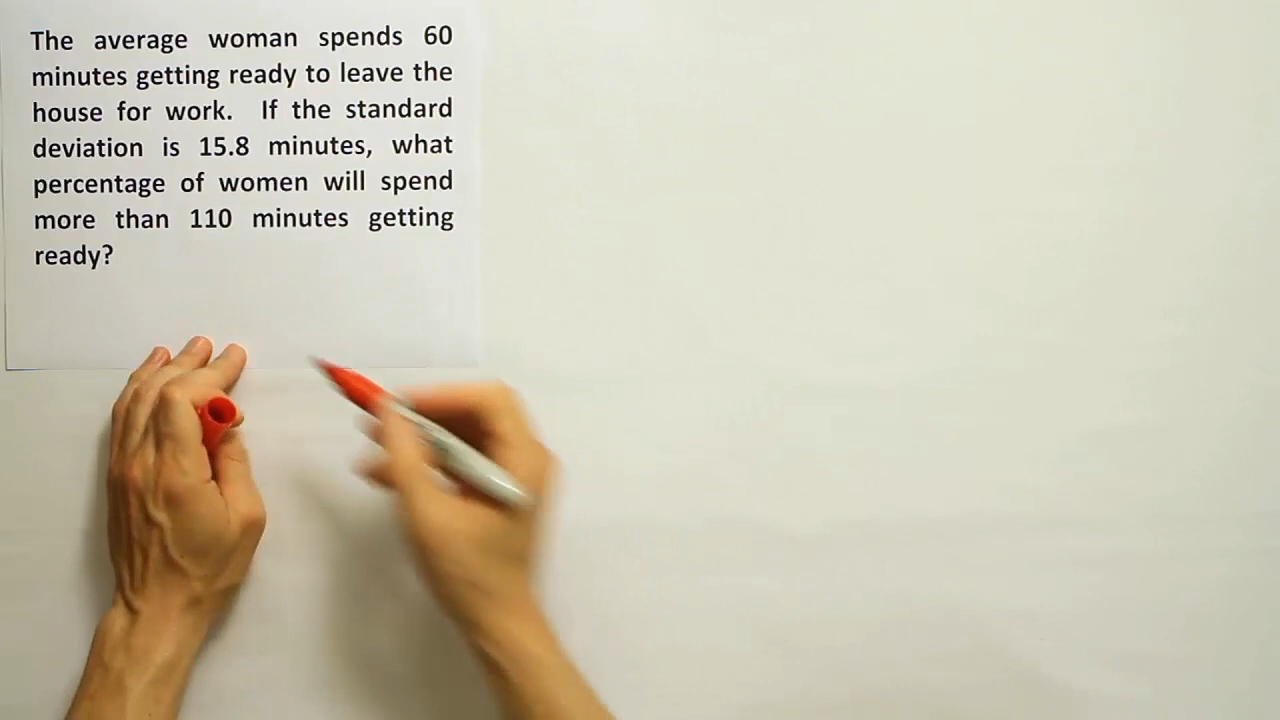 The average woman spends 60
minutes getting ready to leave the
house for work. If the standard
deviation is 15.8 minutes, what
percentage of women will spend
more than 110 minutes getting
ready?